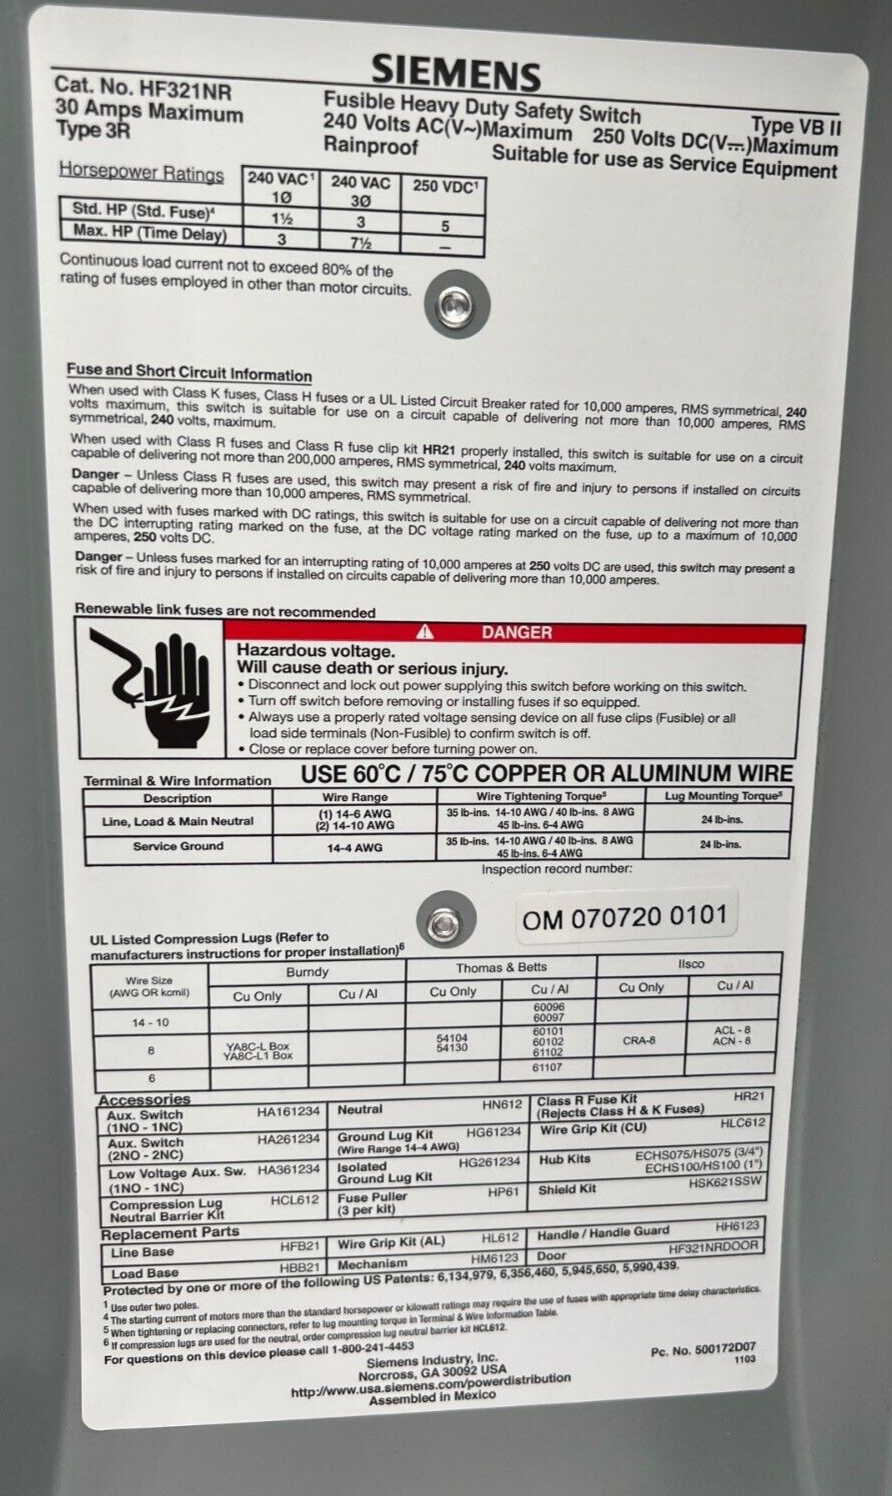 SIEMENS
Cat. No. HF321NR
30 Amps Maximum
Type 3R
Fusible Heavy Duty Safety Switch
240 Volts AC(V~)Maximum 250 Volts DC(V⎓)Maximum
Rainproof
Type VB II
Suitable for use as Service Equipment
Horsepower Ratings
240 VAC¹ 1Ø 240 VAC 3Ø 250 VDC¹
Std. HP (Std. Fuse)⁴ 1½ 3 5
Max. HP (Time Delay) 3 7½ –
Continuous load current not to exceed 80% of the
rating of fuses employed in other than motor circuits.
Fuse and Short Circuit Information
When used with Class K fuses, Class H fuses or a UL Listed Circuit Breaker rated for 10,000 amperes, RMS symmetrical, 240
volts maximum, this switch is suitable for use on a circuit capable of delivering not more than 10,000 amperes, RMS
symmetrical, 240 volts, maximum.
When used with Class R fuses and Class R fuse clip kit HR21 properly installed, this switch is suitable for use on a circuit
capable of delivering not more than 200,000 amperes, RMS symmetrical, 240 volts maximum.
Danger – Unless Class R fuses are used, this switch may present a risk of fire and injury to persons if installed on circuits
capable of delivering more than 10,000 amperes, RMS symmetrical.
When used with fuses marked with DC ratings, this switch is suitable for use on a circuit capable of delivering not more than
the DC interrupting rating marked on the fuse, at the DC voltage rating marked on the fuse, up to a maximum of 10,000
amperes, 250 volts DC.
Danger – Unless fuses marked for an interrupting rating of 10,000 amperes at 250 volts DC are used, this switch may present a
risk of fire and injury to persons if installed on circuits capable of delivering more than 10,000 amperes.
Renewable link fuses are not recommended
DANGER
Hazardous voltage.
Will cause death or serious injury.
• Disconnect and lock out power supplying this switch before working on this switch.
• Turn off switch before removing or installing fuses if so equipped.
• Always use a properly rated voltage sensing device on all fuse clips (Fusible) or all
load side terminals (Non-Fusible) to confirm switch is off.
• Close or replace cover before turning power on.
Terminal & Wire Information USE 60°C / 75°C COPPER OR ALUMINUM WIRE
Description Wire Range Wire Tightening Torque⁵ Lug Mounting Torque⁵
Line, Load & Main Neutral (1) 14-6 AWG 35 lb-ins. 14-10 AWG / 40 lb-ins. 8 AWG 24 lb-ins.
(2) 14-10 AWG 45 lb-ins. 6-4 AWG
Service Ground 14-4 AWG 35 lb-ins. 14-10 AWG / 40 lb-ins. 8 AWG 24 lb-ins.
45 lb-ins. 6-4 AWG
Inspection record number:
OM 070720 0101
UL Listed Compression Lugs (Refer to
manufacturers instructions for proper installation)⁶
Wire Size Burndy Thomas & Betts Ilsco
(AWG OR kcmil) Cu Only Cu / Al Cu Only Cu / Al Cu Only Cu / Al
14 - 10 60096
60097
8 YA8C-L Box 54104 60101 CRA-8 ACL - 8
YA8C-L1 Box 54130 60102 ACN - 8
61102
6 61107
Accessories
Aux. Switch HA161234 Neutral HN612 Class R Fuse Kit HR21
(1NO - 1NC) (Rejects Class H & K Fuses)
Aux. Switch HA261234 Ground Lug Kit HG61234 Wire Grip Kit (CU) HLC612
(2NO - 2NC) (Wire Range 14-4 AWG)
Low Voltage Aux. Sw. HA361234 Isolated HG261234 Hub Kits ECHS075/HS075 (3/4")
(1NO - 1NC) Ground Lug Kit ECHS100/HS100 (1")
Compression Lug HCL612 Fuse Puller HP61 Shield Kit HSK621SSW
Neutral Barrier Kit (3 per kit)
Replacement Parts
Line Base HFB21 Wire Grip Kit (AL) HL612 Handle / Handle Guard HH6123
Load Base HBB21 Mechanism HM6123 Door HF321NRDOOR
Protected by one or more of the following US Patents: 6,134,979, 6,356,460, 5,945,650, 5,990,439.
¹ Use outer two poles.
⁴ The starting current of motors more than the standard horsepower or kilowatt ratings may require the use of fuses with appropriate time delay characteristics.
⁵ When tightening or replacing connectors, refer to lug mounting torque in Terminal & Wire Information Table.
⁶ If compression lugs are used for the neutral, order compression lug neutral barrier kit HCL612.
For questions on this device please call 1-800-241-4453
Siemens Industry, Inc.
Norcross, GA 30092 USA
http://www.usa.siemens.com/powerdistribution
Assembled in Mexico
Pc. No. 500172D07
1103